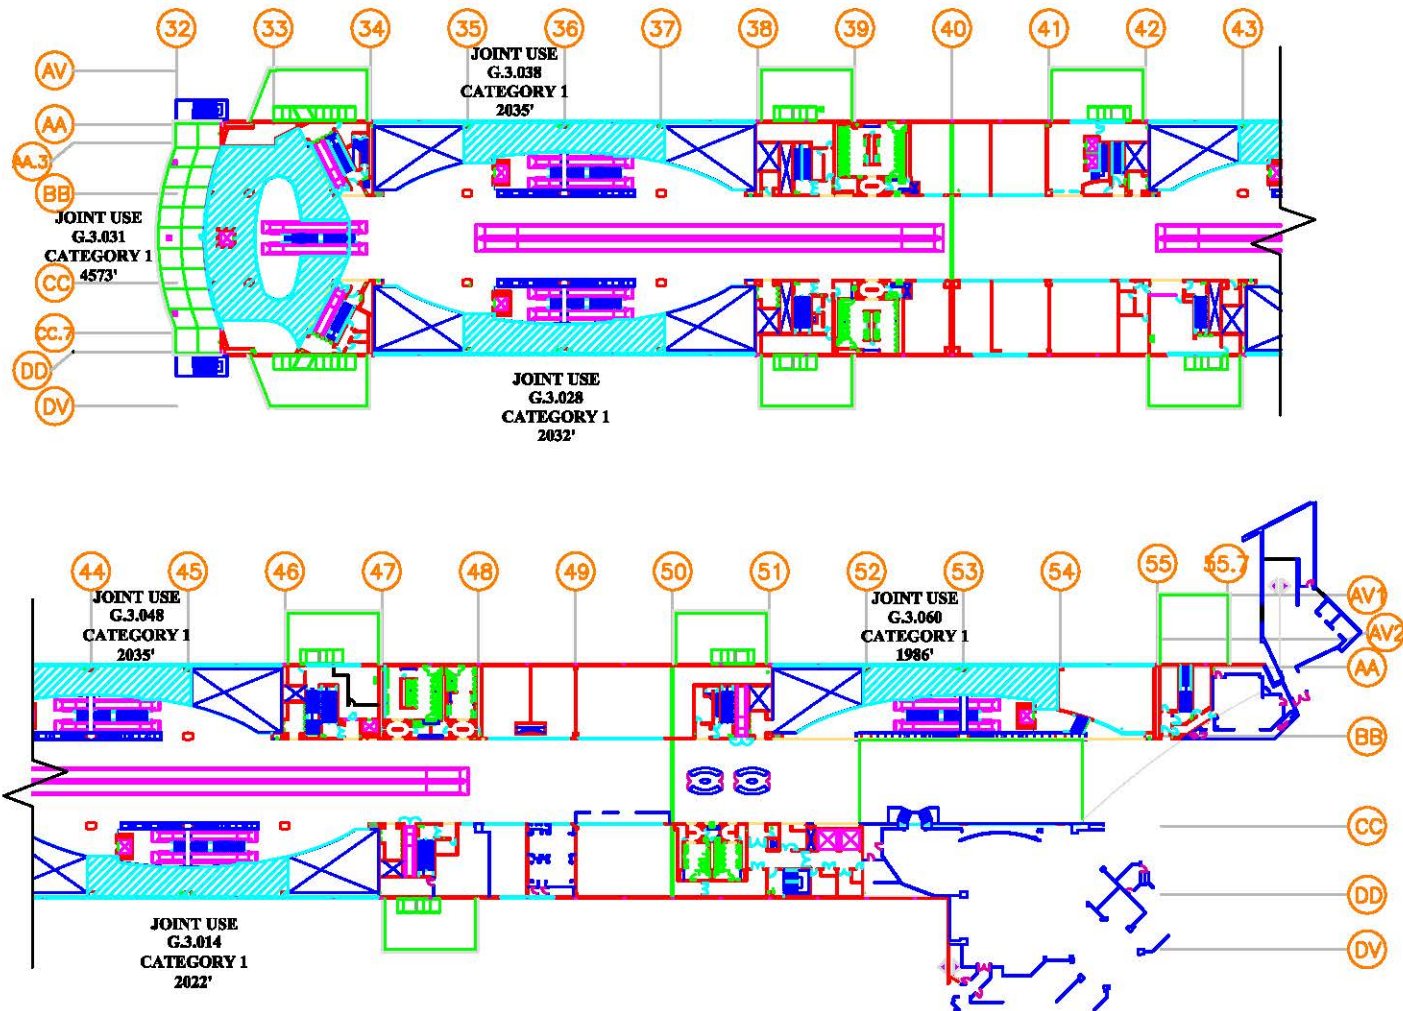 32 33 34 35 36 37 38 39 40 41 42 43
JOINT USE
G.3.038
CATEGORY 1
2035'
AV
AA
AA.3
BB
JOINT USE
G.3.031
CATEGORY 1
4573'
CC
CC.7
DD
DV
JOINT USE
G.3.028
CATEGORY 1
2032'
44 45 46 47 48 49 50 51 52 53 54 55 55.7
JOINT USE
G.3.048
CATEGORY 1
2035'
JOINT USE
G.3.060
CATEGORY 1
1986'
AV1
AV2
AA
BB
CC
DD
DV
JOINT USE
G.3.014
CATEGORY 1
2022'